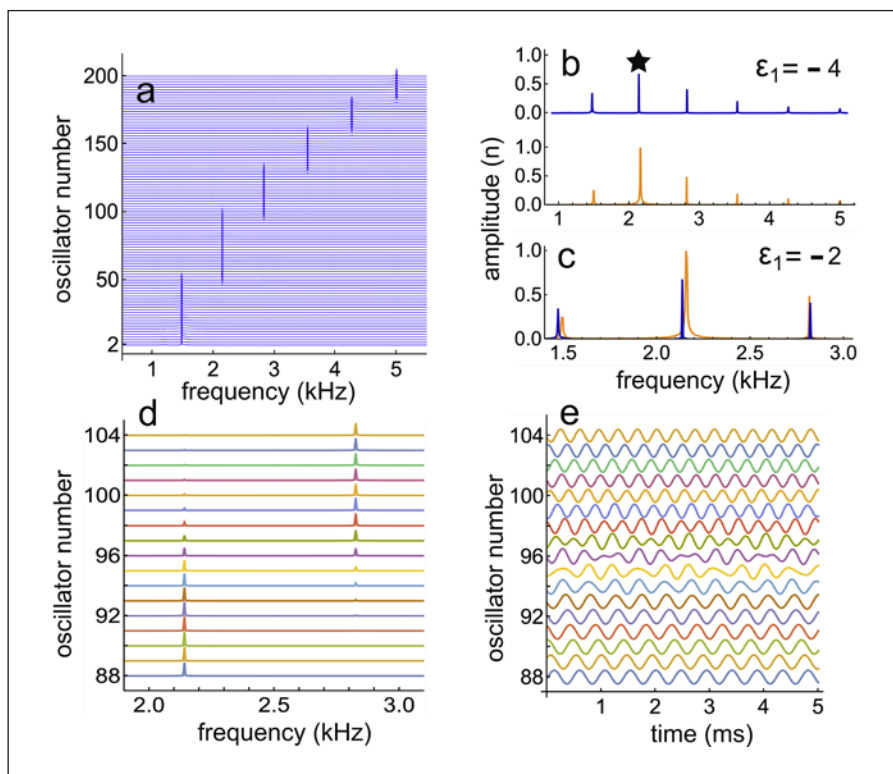 a
oscillator number
200
150
100
50
2
1 2 3 4 5
frequency (kHz)
b
ε1 = - 4
amplitude (n)
1.0
0.5
0.0
1.0
0.5
0.0
1 2 3 4 5
c
ε1 = - 2
1.0
0.5
0.0
1.5 2.0 2.5 3.0
frequency (kHz)
d
oscillator number
104
100
96
92
88
2.0 2.5 3.0
frequency (kHz)
e
oscillator number
104
100
96
92
88
1 2 3 4 5
time (ms)